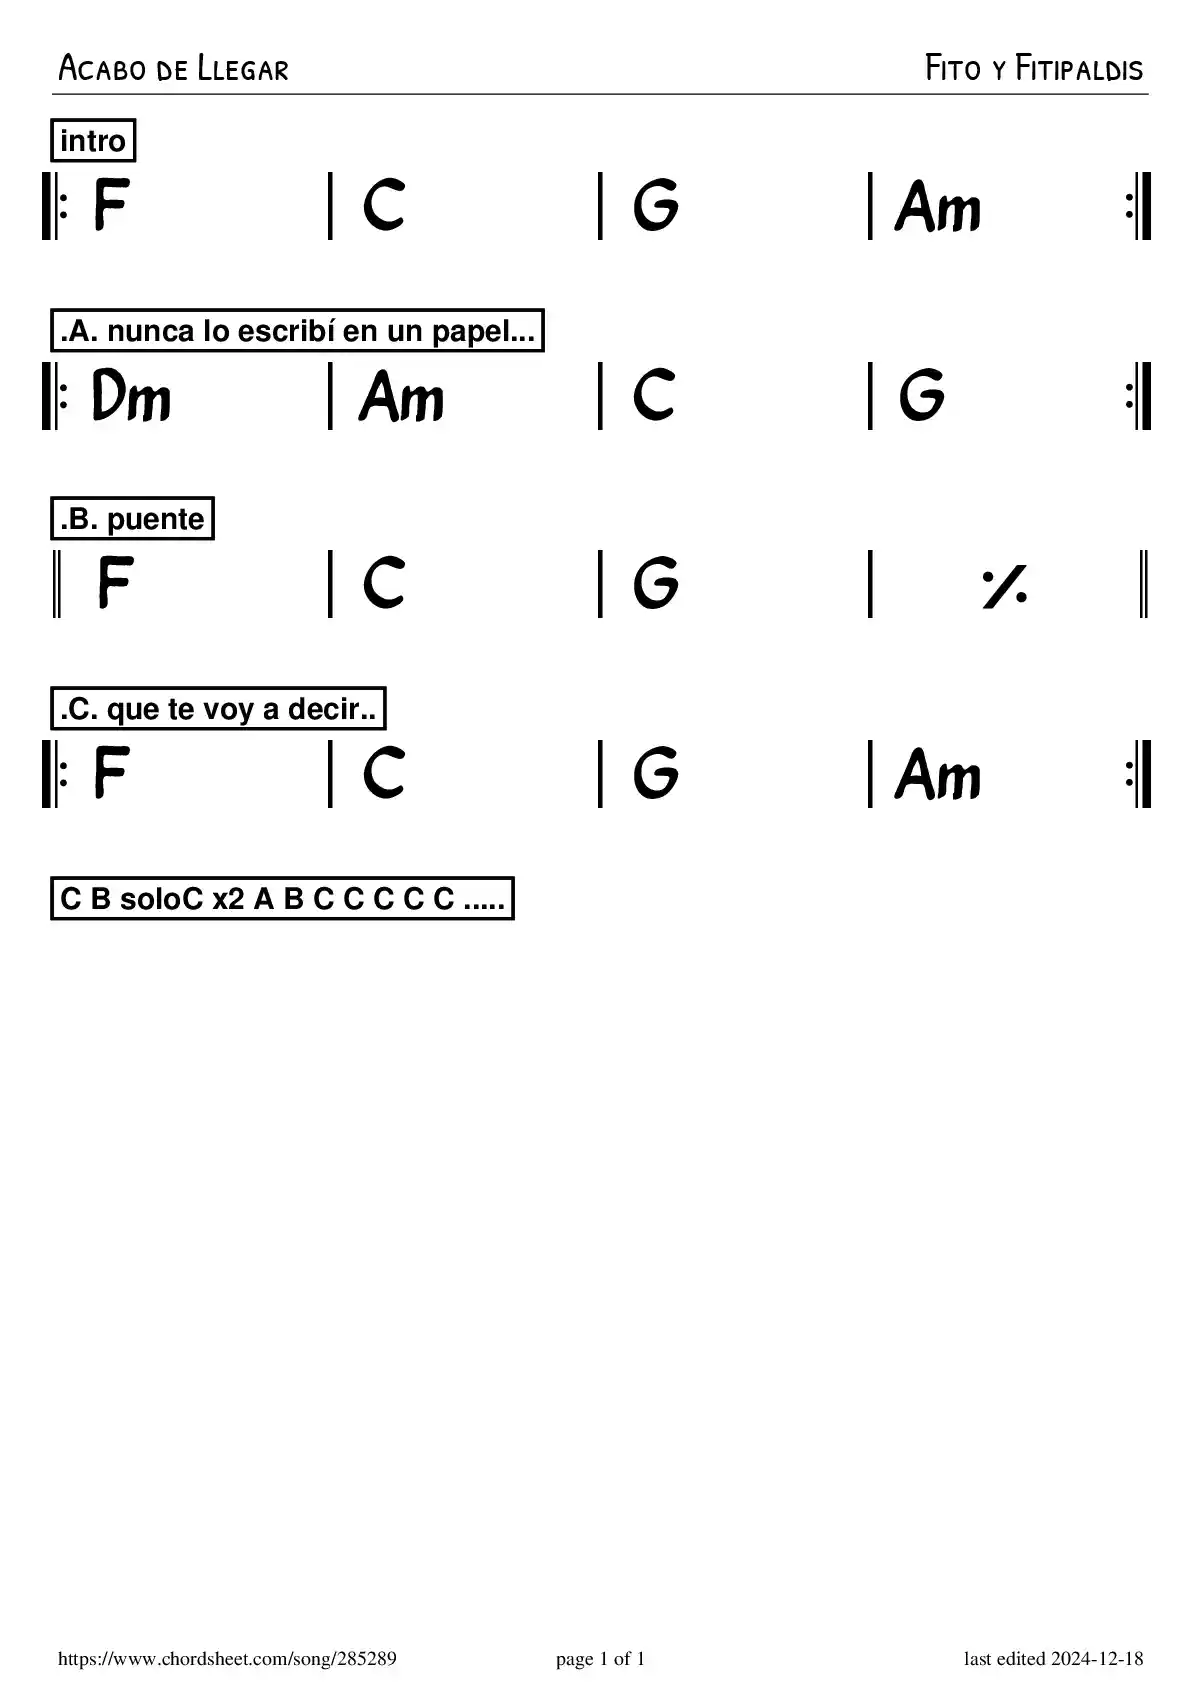 Acabo de Llegar Fito y Fitipaldis
intro
F C G Am
.A. nunca lo escribí en un papel...
Dm Am C G
.B. puente
F C G %
.C. que te voy a decir..
F C G Am
C B soloC x2 A B C C C C C .....
https://www.chordsheet.com/song/285289 page 1 of 1 last edited 2024-12-18